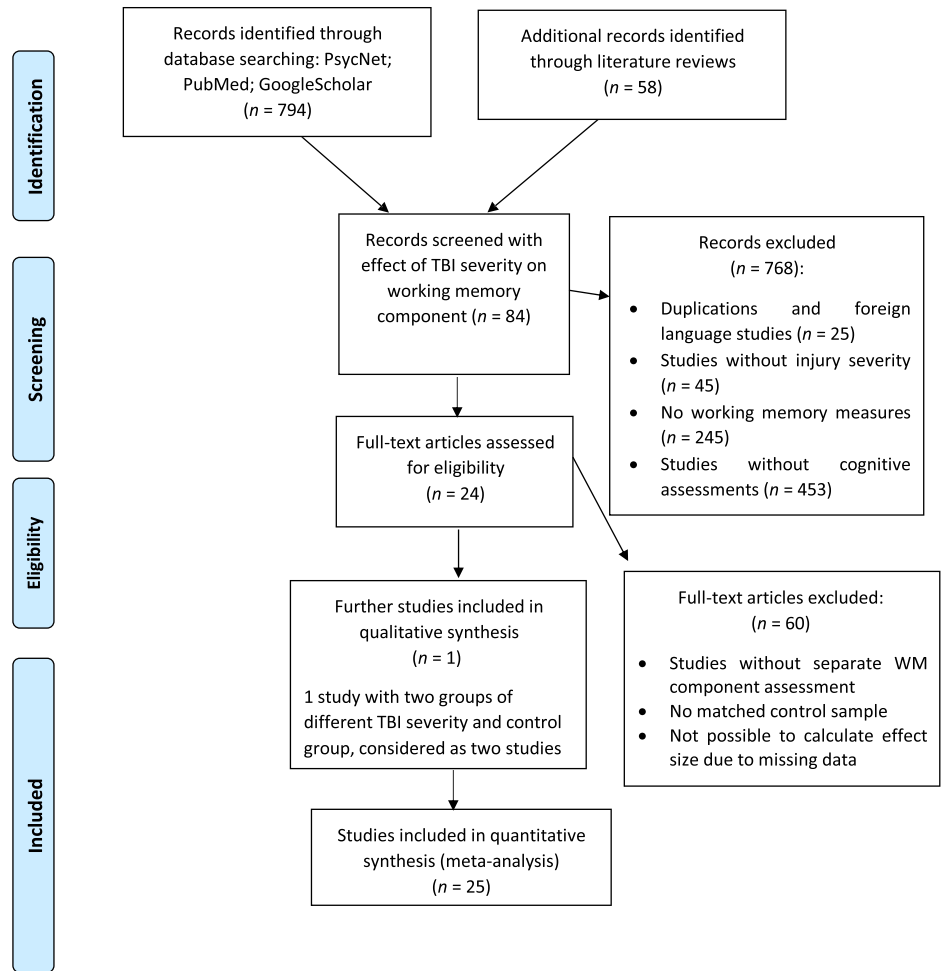 Records identified through
database searching: PsycNet;
PubMed; GoogleScholar
(n = 794)
Additional records identified
through literature reviews
(n = 58)
Identification
Records screened with
effect of TBI severity on
working memory
component (n = 84)
Records excluded
(n = 768):
• Duplications and foreign
language studies (n = 25)
• Studies without injury severity
(n = 45)
• No working memory measures
(n = 245)
• Studies without cognitive
assessments (n = 453)
Screening
Full-text articles assessed
for eligibility
(n = 24)
Eligibility
Full-text articles excluded:
(n = 60)
• Studies without separate WM
component assessment
• No matched control sample
• Not possible to calculate effect
size due to missing data
Further studies included in
qualitative synthesis
(n = 1)
1 study with two groups of
different TBI severity and control
group, considered as two studies
Included
Studies included in quantitative
synthesis (meta-analysis)
(n = 25)